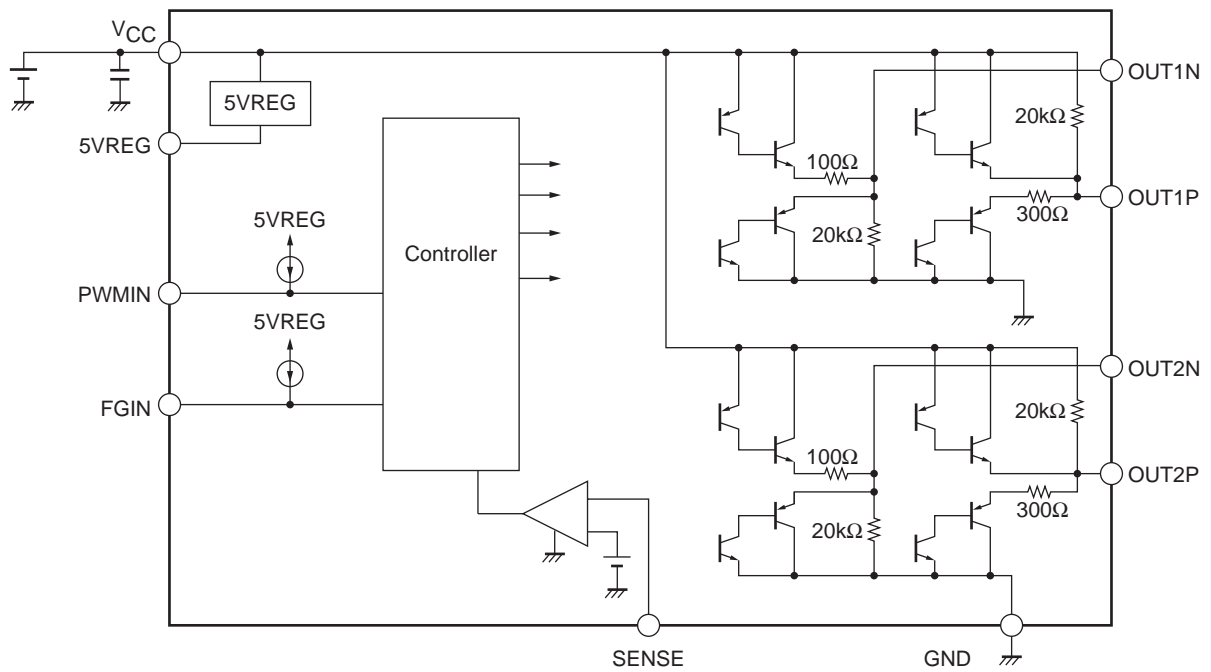 VCC
OUT1N
5VREG
20kΩ
5VREG
100Ω
OUT1P
300Ω
5VREG
20kΩ
Controller
PWMIN
5VREG
OUT2N
FGIN
20kΩ
100Ω
OUT2P
300Ω
20kΩ
SENSE
GND